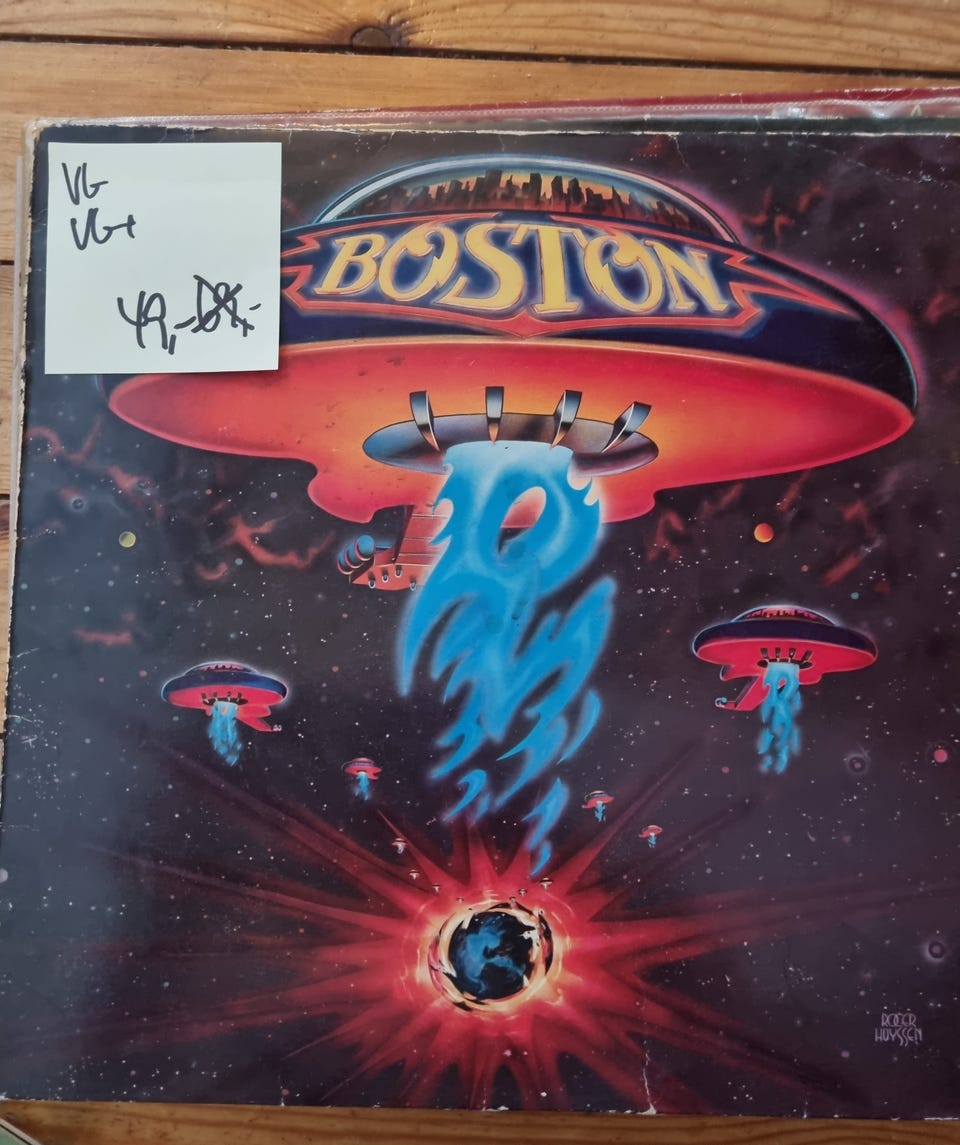 VG
VG+
49,-
BOSTON
ROGER
HUYSSEN